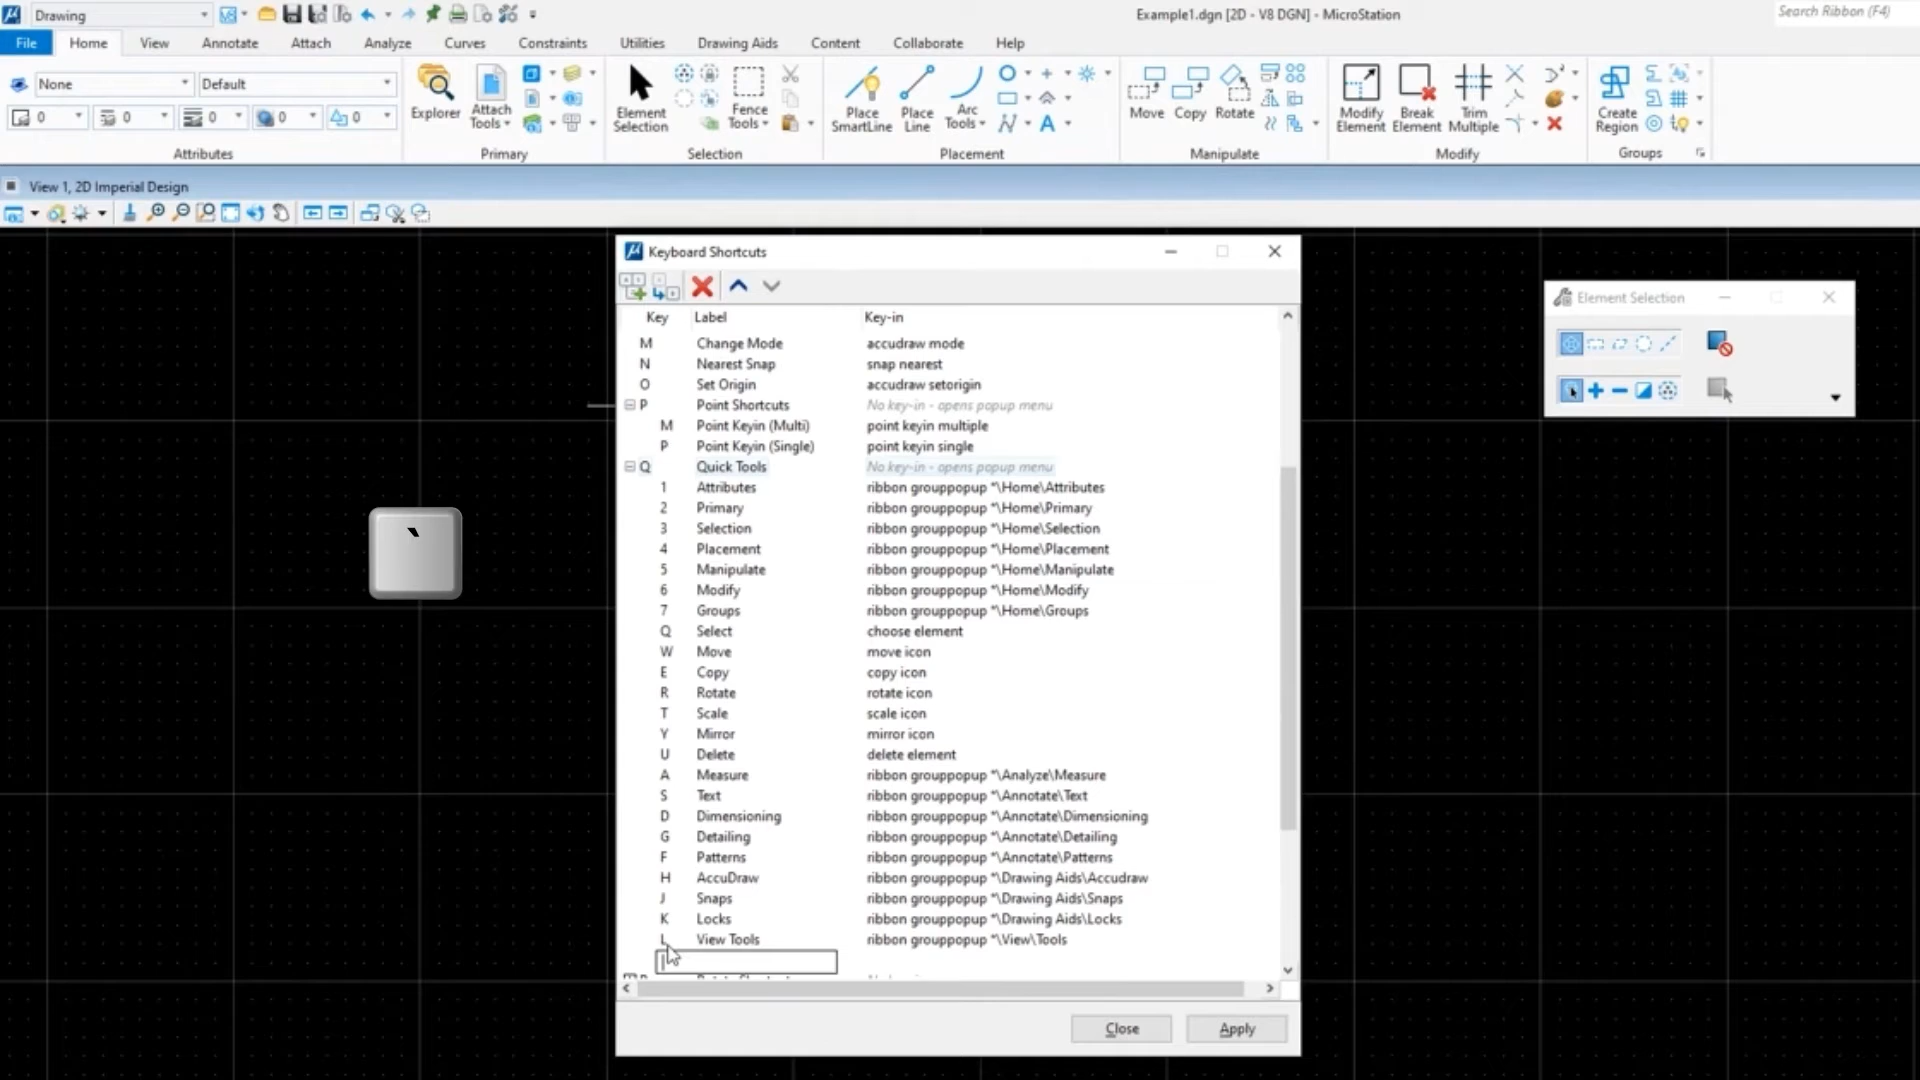 Drawing
Example1.dgn [2D - V8 DGN] - MicroStation
Search Ribbon (F4)
File Home View Annotate Attach Analyze Curves Constraints Utilities Drawing Aids Content Collaborate Help
None Default
0 0 0 0 0
Attributes
Explorer
Attach Tools
Primary
Element Selection
Fence Tools
Selection
Place SmartLine
Place Line
Arc Tools
Placement
Move Copy Rotate
Manipulate
Modify Element
Break Element
Trim Multiple
Modify
Create Region
Groups
View 1, 2D Imperial Design
Keyboard Shortcuts
Key Label Key-in
M Change Mode accudraw mode
N Nearest Snap snap nearest
O Set Origin accudraw setorigin
P Point Shortcuts No key-in - opens popup menu
M Point Keyin (Multi) point keyin multiple
P Point Keyin (Single) point keyin single
Q Quick Tools No key-in - opens popup menu
1 Attributes ribbon grouppopup *\Home\Attributes
2 Primary ribbon grouppopup *\Home\Primary
3 Selection ribbon grouppopup *\Home\Selection
4 Placement ribbon grouppopup *\Home\Placement
5 Manipulate ribbon grouppopup *\Home\Manipulate
6 Modify ribbon grouppopup *\Home\Modify
7 Groups ribbon grouppopup *\Home\Groups
Q Select choose element
W Move move icon
E Copy copy icon
R Rotate rotate icon
T Scale scale icon
Y Mirror mirror icon
U Delete delete element
A Measure ribbon grouppopup *\Analyze\Measure
S Text ribbon grouppopup *\Annotate\Text
D Dimensioning ribbon grouppopup *\Annotate\Dimensioning
G Detailing ribbon grouppopup *\Annotate\Detailing
F Patterns ribbon grouppopup *\Annotate\Patterns
H AccuDraw ribbon grouppopup *\Drawing Aids\Accudraw
J Snaps ribbon grouppopup *\Drawing Aids\Snaps
K Locks ribbon grouppopup *\Drawing Aids\Locks
L View Tools ribbon grouppopup *\View\Tools
Close Apply
Element Selection
`